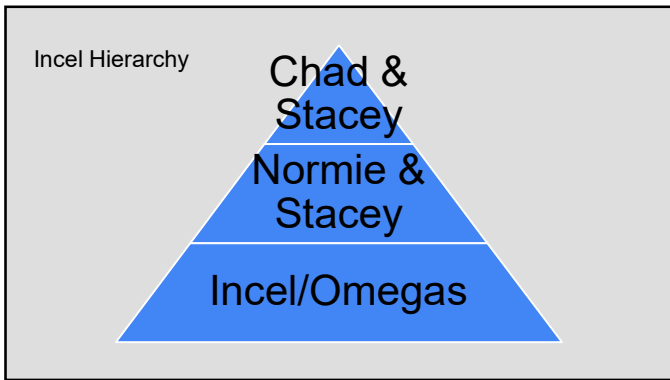 Incel Hierarchy
Chad &
Stacey
Normie &
Stacey
Incel/Omegas